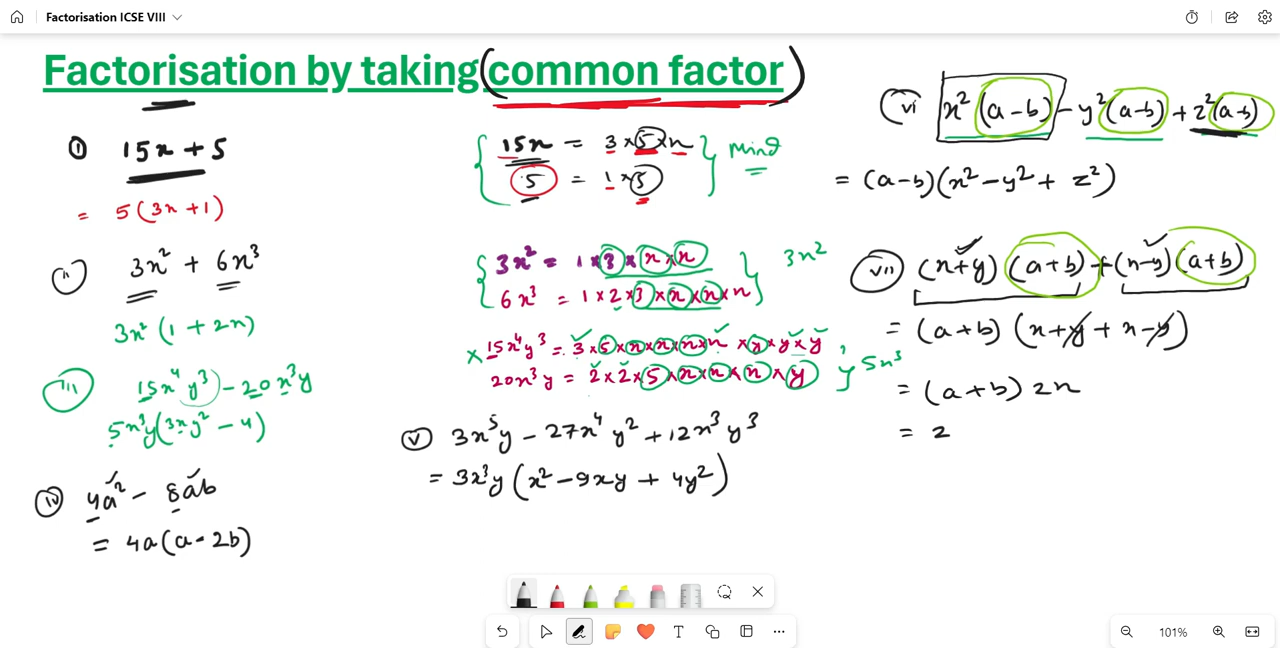 Factorisation ICSE VIII
Factorisation by taking (common factor)
① 15x + 5
= 5(3x + 1)
ii) 3x² + 6x³
3x²(1 + 2x)
iii) 15x⁴y³ - 20x³y
5x³y(3xy² - 4)
iv) 4a² - 8ab
= 4a(a - 2b)
15x = 3 × 5 × x
5 = 1 × 5
Mind
3x² = 1 × 3 × x × x
6x³ = 1 × 2 × 3 × x × x × x
3x²
× 15x⁴y³ = 3 × 5 × x × x × x × x × y × y × y
20x³y = 2 × 2 × 5 × x × x × x × y
5x³
v) 3x⁵y - 27x⁴y² + 12x³y³
= 3x³y(x² - 9xy + 4y²)
vi) x²(a-b) - y²(a-b) + z²(a-b)
= (a-b)(x² - y² + z²)
vii) (x+y)(a+b) + (x-y)(a+b)
= (a+b)(x+y + x-y)
= (a+b) 2x
= 2
101%